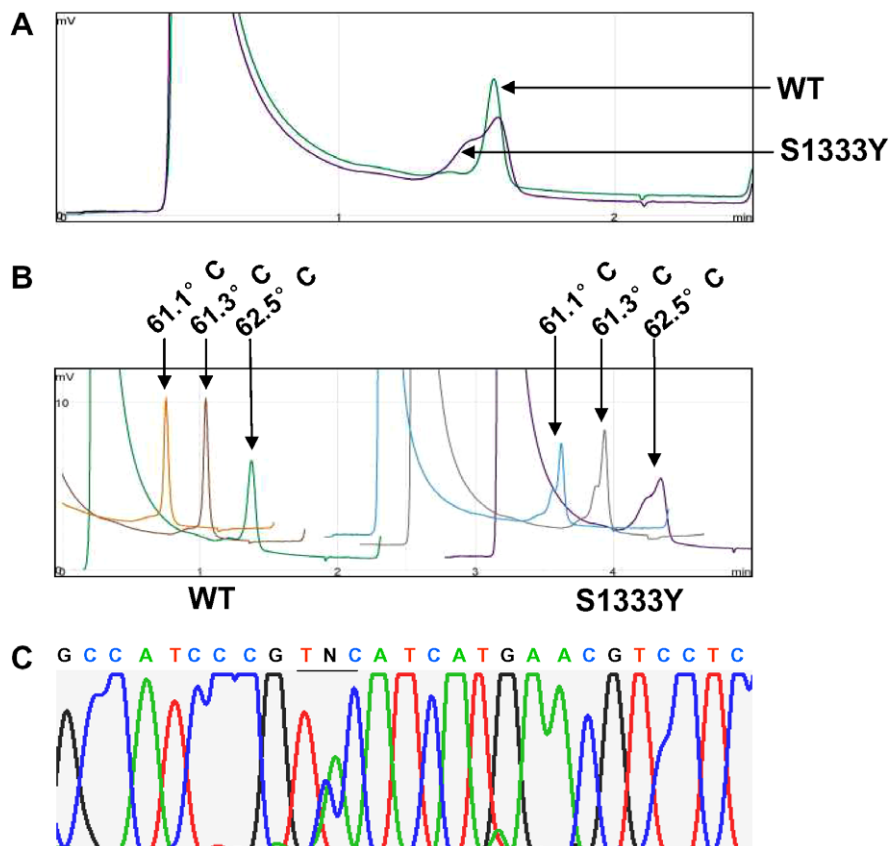 A
mV
WT
S1333Y
0
1
2
min
B
61.1° C
61.3° C
62.5° C
61.1° C
61.3° C
62.5° C
mV
10
0
1
2
3
4
min
WT
S1333Y
C
G C C A T C C C G T N C A T C A T G A A C G T C C T C